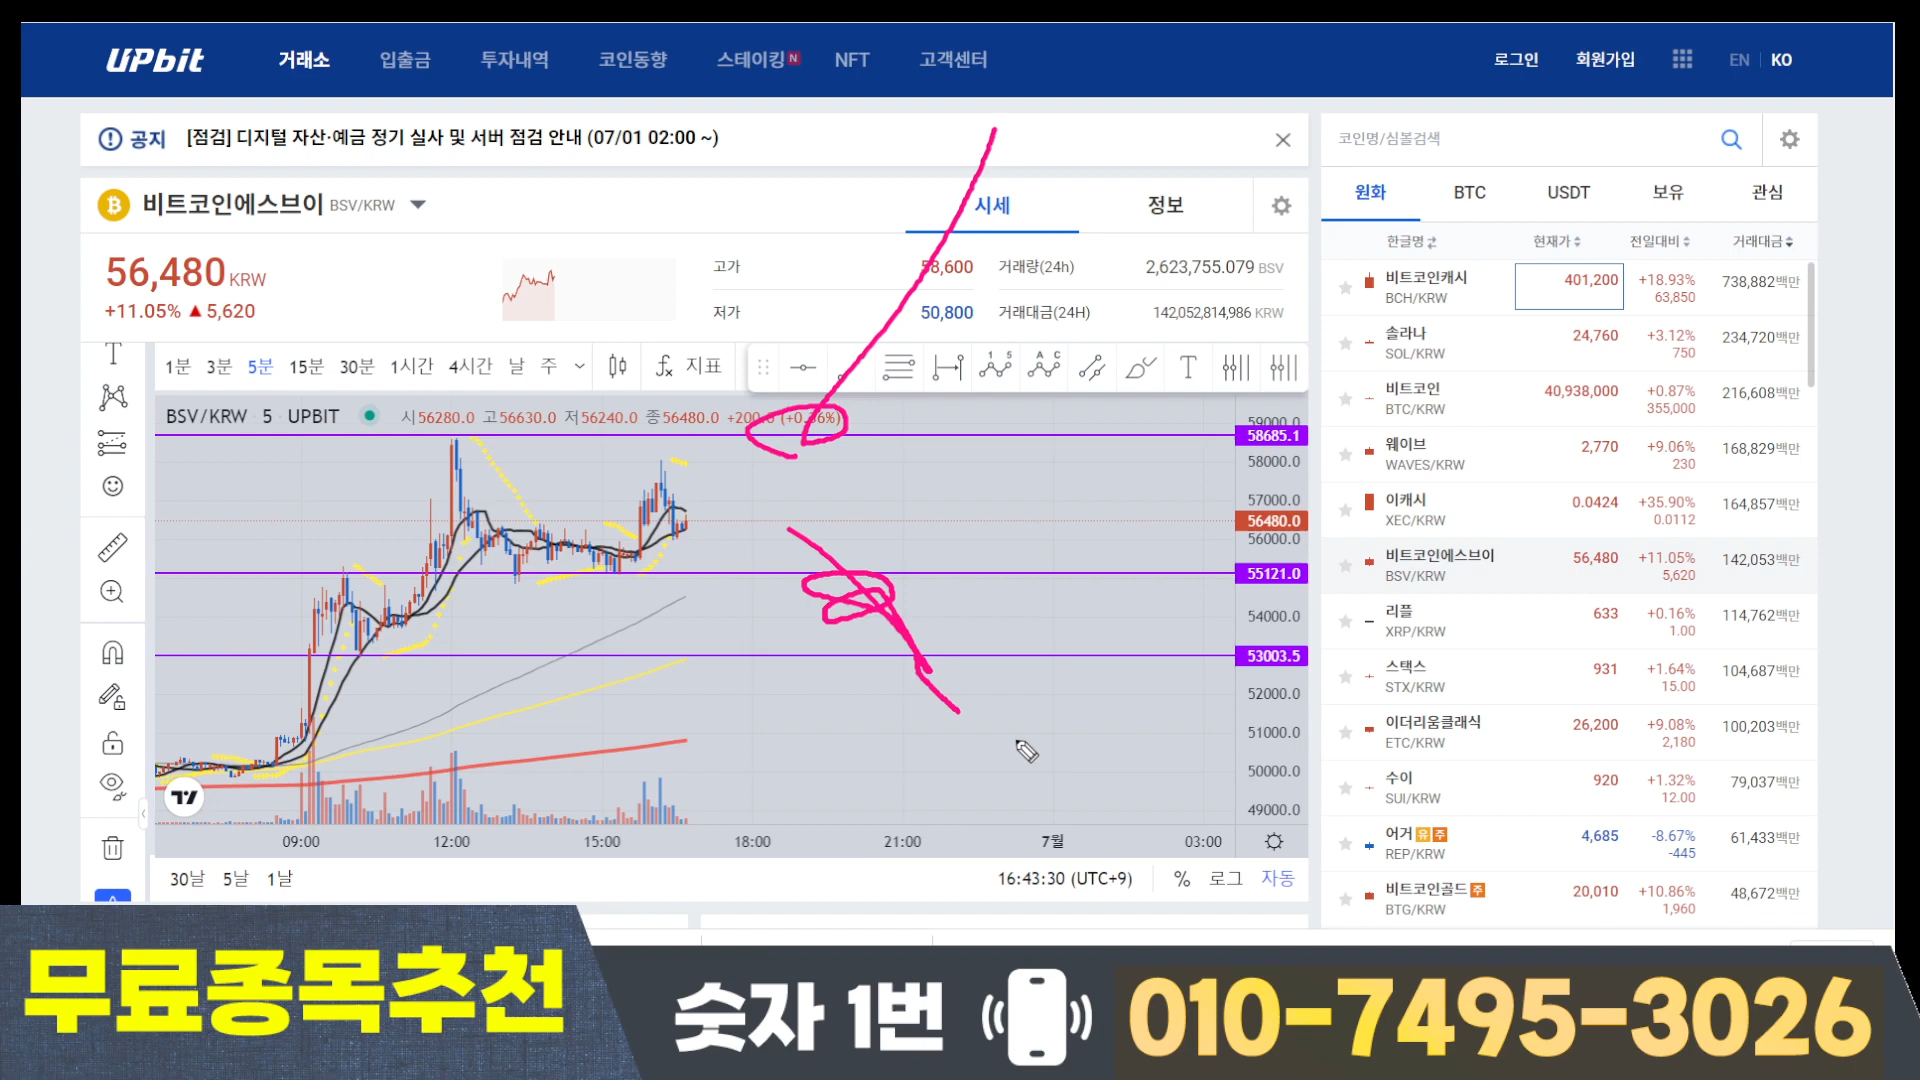 UPbit 거래소 입출금 투자내역 코인동향 스테이킹 N NFT 고객센터 로그인 회원가입 EN KO
공지 [점검] 디지털 자산·예금 정기 실사 및 서버 점검 안내 (07/01 02:00 ~)
비트코인에스브이 BSV/KRW 시세 정보
56,480 KRW
+11.05% ▲ 5,620
고가 58,600 거래량(24h) 2,623,755.079 BSV
저가 50,800 거래대금(24H) 142,052,814,986 KRW
1분 3분 5분 15분 30분 1시간 4시간 날 주 지표
BSV/KRW 5 UPBIT 시56280.0 고56630.0 저56240.0 종56480.0
59000.0
58685.1
58000.0
57000.0
56480.0
56000.0
55121.0
54000.0
53003.5
52000.0
51000.0
50000.0
49000.0
09:00 12:00 15:00 18:00 21:00 7월 03:00
30날 5날 1날 16:43:30 (UTC+9) % 로그 자동
코인명/심볼검색
원화 BTC USDT 보유 관심
한글명 현재가 전일대비 거래대금
비트코인캐시 401,200 +18.93% 738,882백만
BCH/KRW 63,850
솔라나 24,760 +3.12% 234,720백만
SOL/KRW 750
비트코인 40,938,000 +0.87% 216,608백만
BTC/KRW 355,000
웨이브 2,770 +9.06% 168,829백만
WAVES/KRW 230
이캐시 0.0424 +35.90% 164,857백만
XEC/KRW 0.0112
비트코인에스브이 56,480 +11.05% 142,053백만
BSV/KRW 5,620
리플 633 +0.16% 114,762백만
XRP/KRW 1.00
스택스 931 +1.64% 104,687백만
STX/KRW 15.00
이더리움클래식 26,200 +9.08% 100,203백만
ETC/KRW 2,180
수이 920 +1.32% 79,037백만
SUI/KRW 12.00
어거 유 주 4,685 -8.67% 61,433백만
REP/KRW -445
비트코인골드 주 20,010 +10.86% 48,672백만
BTG/KRW 1,960
무료종목추천
숫자 1번 010-7495-3026